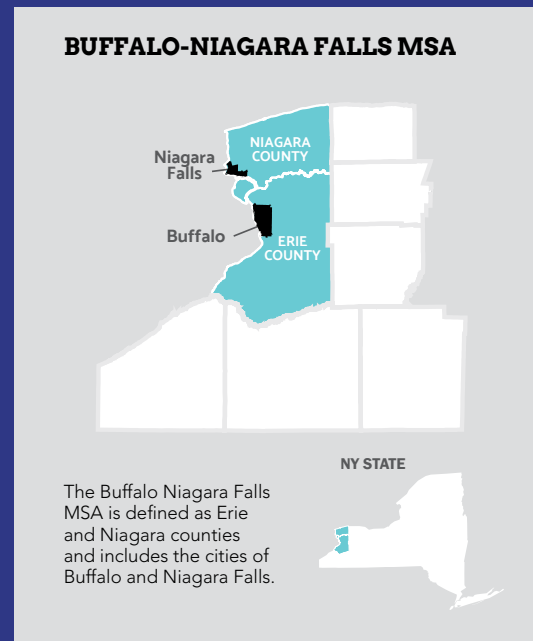 BUFFALO-NIAGARA FALLS MSA
NIAGARA
COUNTY
Niagara
Falls
Buffalo
ERIE
COUNTY
NY STATE
The Buffalo Niagara Falls
MSA is defined as Erie
and Niagara counties
and includes the cities of
Buffalo and Niagara Falls.